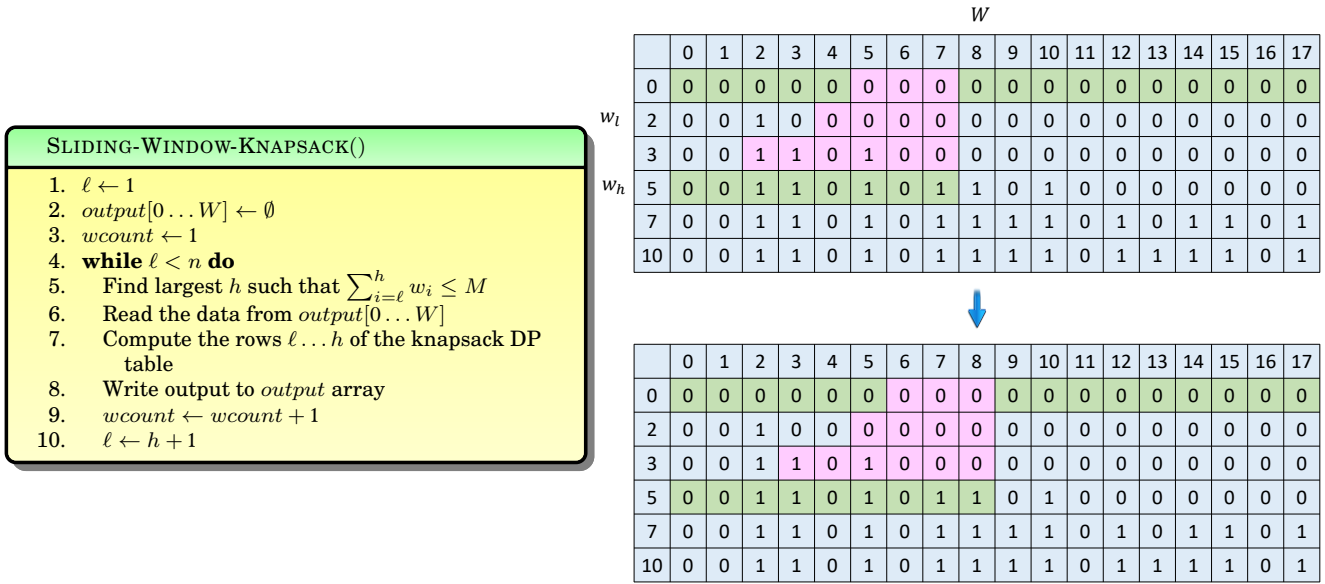 SLIDING-WINDOW-KNAPSACK()
1. ℓ ← 1
2. output[0 … W] ← ∅
3. wcount ← 1
4. while ℓ < n do
5. Find largest h such that ∑_{i=ℓ}^{h} w_i ≤ M
6. Read the data from output[0 … W]
7. Compute the rows ℓ … h of the knapsack DP
table
8. Write output to output array
9. wcount ← wcount + 1
10. ℓ ← h + 1
W
0 1 2 3 4 5 6 7 8 9 10 11 12 13 14 15 16 17
0 0 0 0 0 0 0 0 0 0 0 0 0 0 0 0 0 0 0
w_l 2 0 0 1 0 0 0 0 0 0 0 0 0 0 0 0 0 0 0
3 0 0 1 1 0 1 0 0 0 0 0 0 0 0 0 0 0 0
w_h 5 0 0 1 1 0 1 0 1 1 0 1 0 0 0 0 0 0 0
7 0 0 1 1 0 1 0 1 1 1 1 0 1 0 1 1 0 1
10 0 0 1 1 0 1 0 1 1 1 1 0 1 1 1 1 0 1
0 1 2 3 4 5 6 7 8 9 10 11 12 13 14 15 16 17
0 0 0 0 0 0 0 0 0 0 0 0 0 0 0 0 0 0 0
2 0 0 1 0 0 0 0 0 0 0 0 0 0 0 0 0 0 0
3 0 0 1 1 0 1 0 0 0 0 0 0 0 0 0 0 0 0
5 0 0 1 1 0 1 0 1 1 0 1 0 0 0 0 0 0 0
7 0 0 1 1 0 1 0 1 1 1 1 0 1 0 1 1 0 1
10 0 0 1 1 0 1 0 1 1 1 1 0 1 1 1 1 0 1